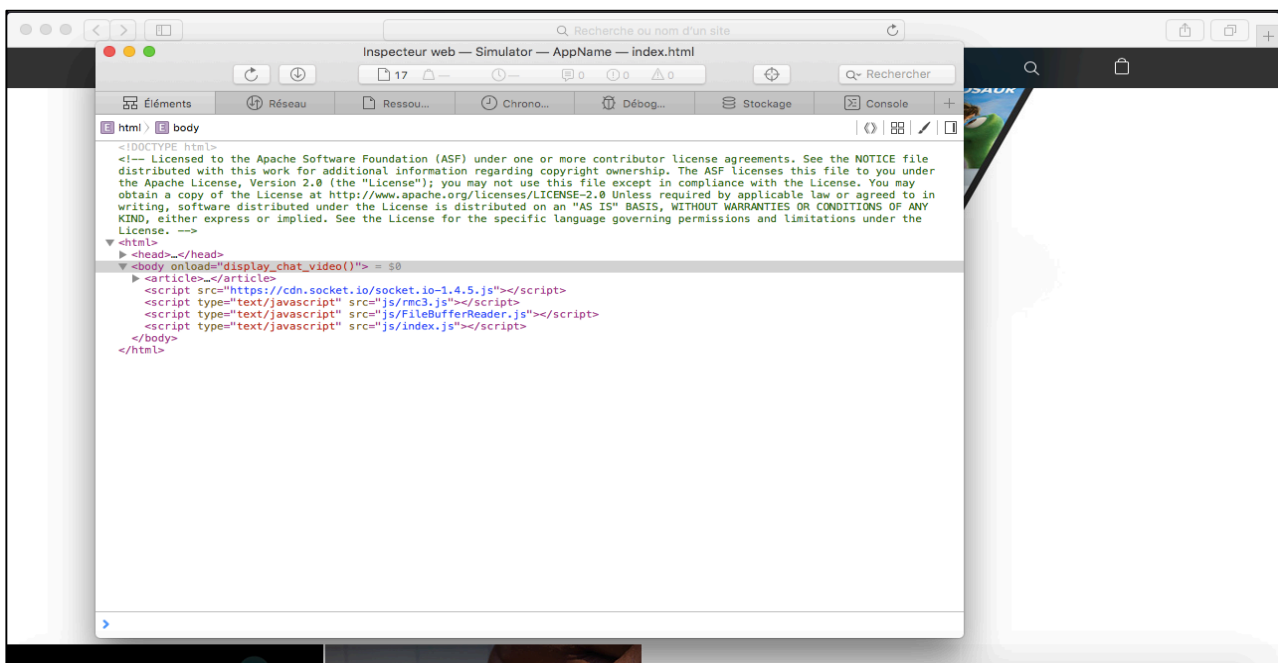 Recherche ou nom d'un site
Inspecteur web — Simulator — AppName — index.html
17 — — 0 0 0 Rechercher
Éléments Réseau Ressou... Chrono... Débog... Stockage Console +
E html E body
<!DOCTYPE html>
<!-- Licensed to the Apache Software Foundation (ASF) under one or more contributor license agreements. See the NOTICE file
distributed with this work for additional information regarding copyright ownership. The ASF licenses this file to you under
the Apache License, Version 2.0 (the "License"); you may not use this file except in compliance with the License. You may
obtain a copy of the License at http://www.apache.org/licenses/LICENSE-2.0 Unless required by applicable law or agreed to in
writing, software distributed under the License is distributed on an "AS IS" BASIS, WITHOUT WARRANTIES OR CONDITIONS OF ANY
KIND, either express or implied. See the License for the specific language governing permissions and limitations under the
License. -->
<html>
<head>…</head>
<body onload="display_chat_video()"> = $0
<article>…</article>
<script src="https://cdn.socket.io/socket.io-1.4.5.js"></script>
<script type="text/javascript" src="js/rmc3.js"></script>
<script type="text/javascript" src="js/FileBufferReader.js"></script>
<script type="text/javascript" src="js/index.js"></script>
</body>
</html>